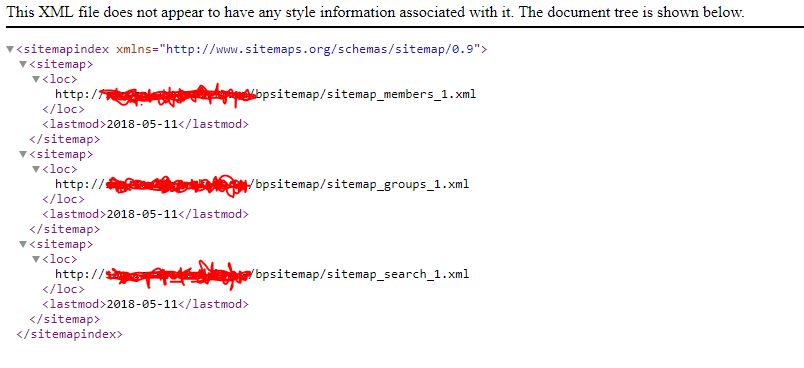 This XML file does not appear to have any style information associated with it. The document tree is shown below.
<sitemapindex xmlns="http://www.sitemaps.org/schemas/sitemap/0.9">
<sitemap>
<loc>
http:///bpsitemap/sitemap_members_1.xml
</loc>
<lastmod>2018-05-11</lastmod>
</sitemap>
<sitemap>
<loc>
http:///bpsitemap/sitemap_groups_1.xml
</loc>
<lastmod>2018-05-11</lastmod>
</sitemap>
<sitemap>
<loc>
http:///bpsitemap/sitemap_search_1.xml
</loc>
<lastmod>2018-05-11</lastmod>
</sitemap>
</sitemapindex>